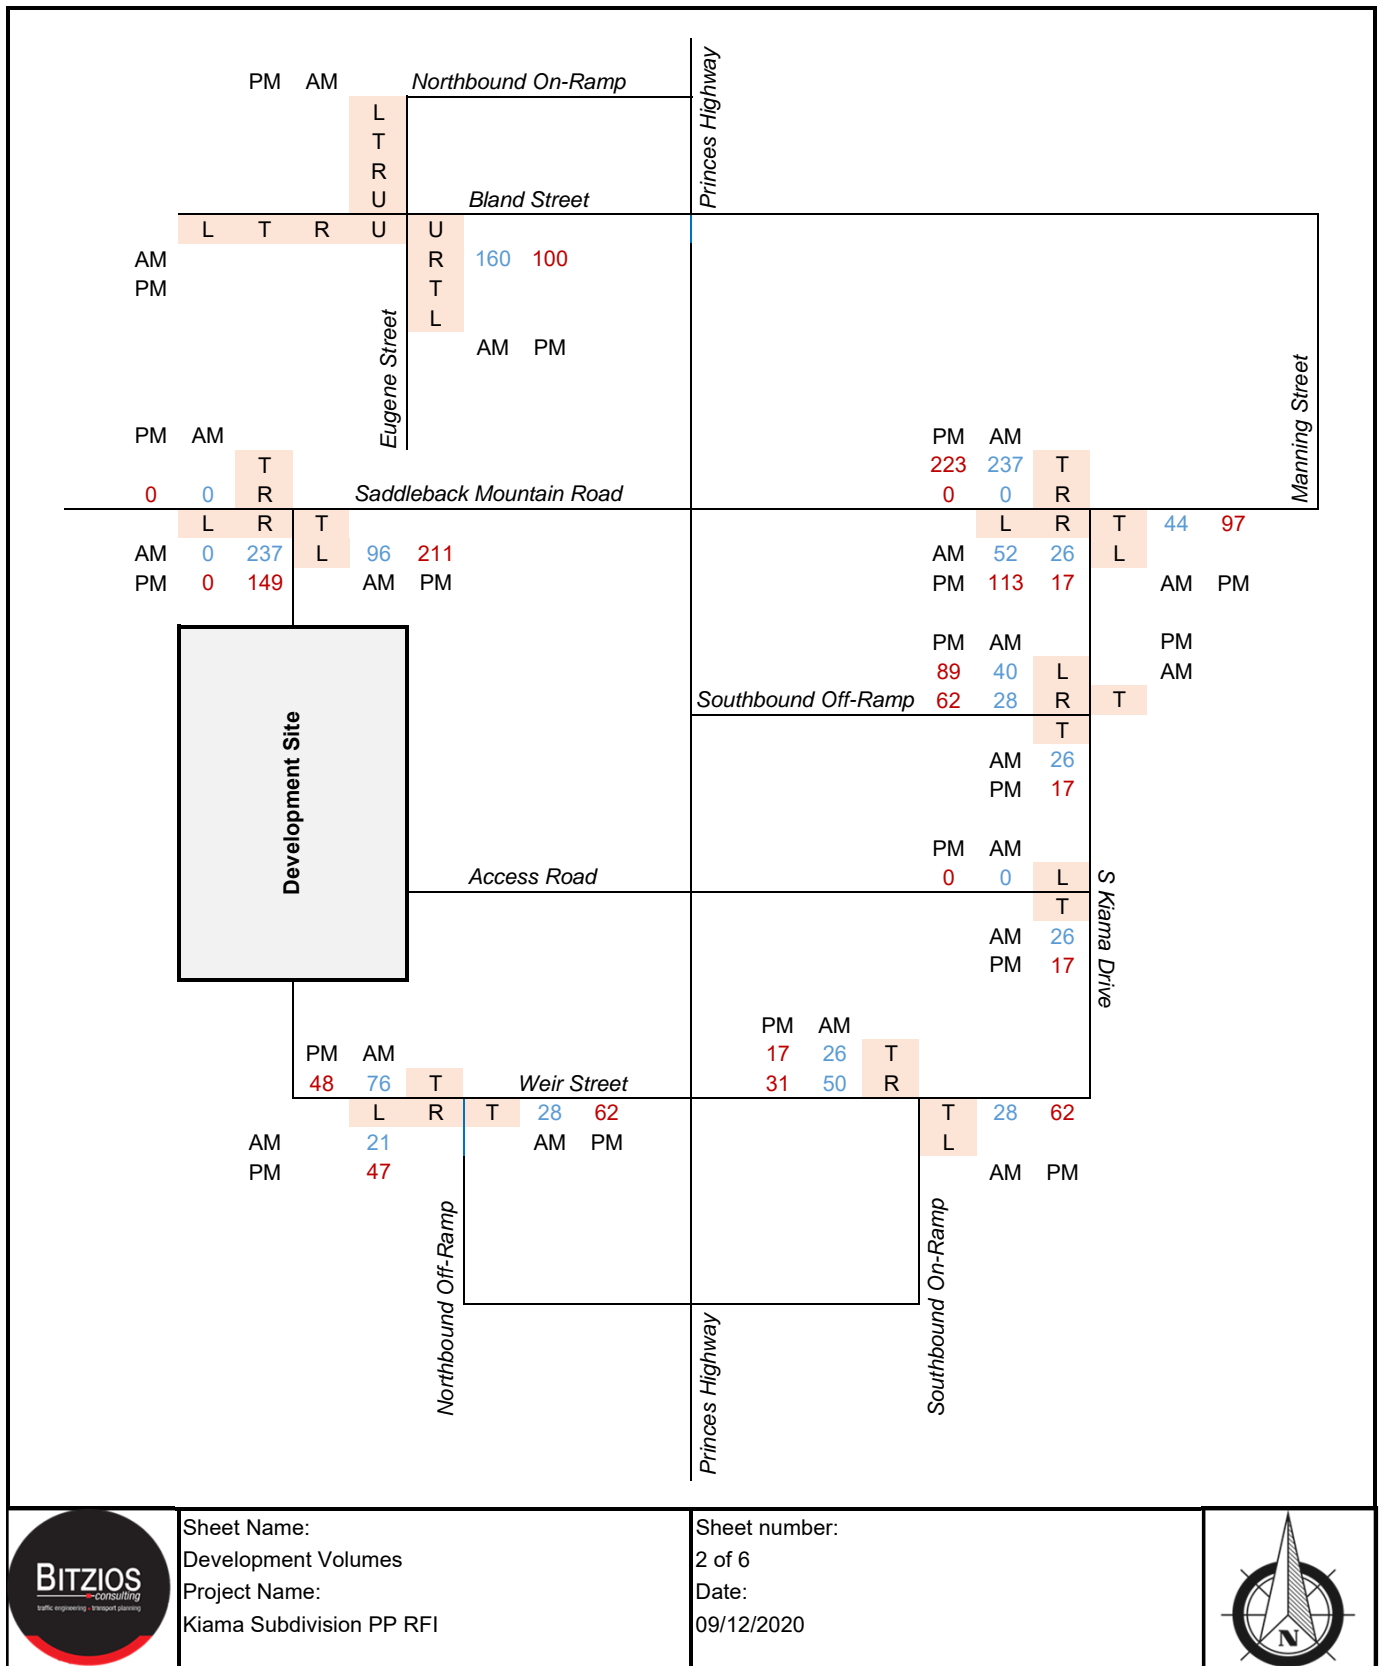 PM AM Northbound On-Ramp
Princes Highway
L
T
R
U Bland Street
L T R U U
AM R 160 100
PM T
L
Eugene Street
AM PM
Manning Street
PM AM PM AM
T 223 237 T
0 0 R Saddleback Mountain Road 0 0 R
L R T L R T 44 97
AM 0 237 L 96 211 AM 52 26 L
PM 0 149 AM PM PM 113 17 AM PM
PM AM PM
89 40 L AM
Southbound Off-Ramp 62 28 R T
T
Development Site
AM 26
PM 17
PM AM
Access Road 0 0 L
T
S Kiama Drive
AM 26
PM 17
PM AM
PM AM 17 26 T
48 76 T Weir Street 31 50 R
L R T 28 62 T 28 62
AM 21 AM PM L
PM 47 AM PM
Northbound Off-Ramp
Southbound On-Ramp
Princes Highway
BITZIOS
consulting
traffic engineering + transport planning
Sheet Name:
Development Volumes
Project Name:
Kiama Subdivision PP RFI
Sheet number:
2 of 6
Date:
09/12/2020
N